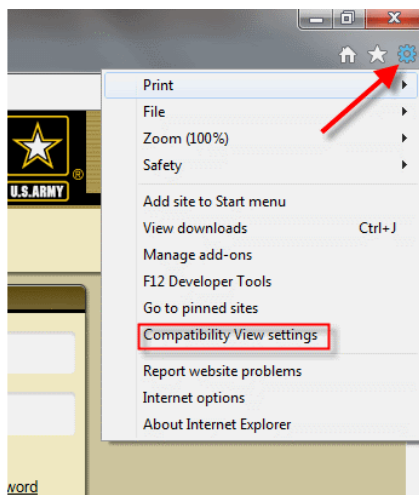 Print
File
Zoom (100%)
Safety
Add site to Start menu
View downloads Ctrl+J
Manage add-ons
F12 Developer Tools
Go to pinned sites
Compatibility View settings
Report website problems
Internet options
About Internet Explorer
U.S.ARMY
®
word